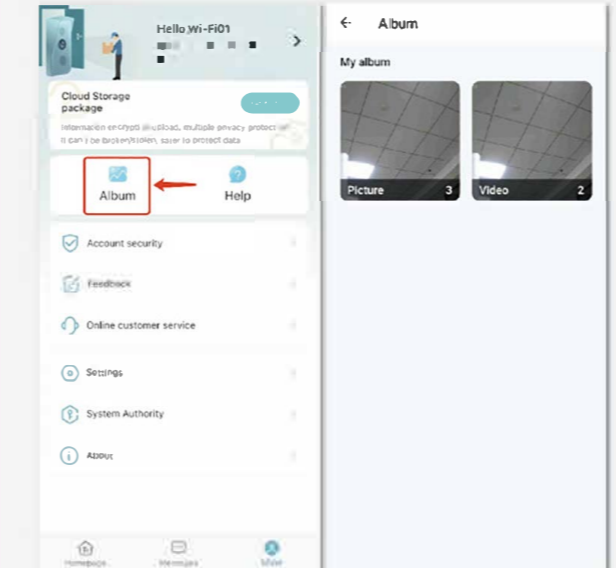 Hello,Wi-Fi01
Cloud Storage
package
Album
Help
Account security
Feedback
Online customer service
Settings
System Authority
About
Homepage
Messages
Album
My album
Picture 3
Video 2